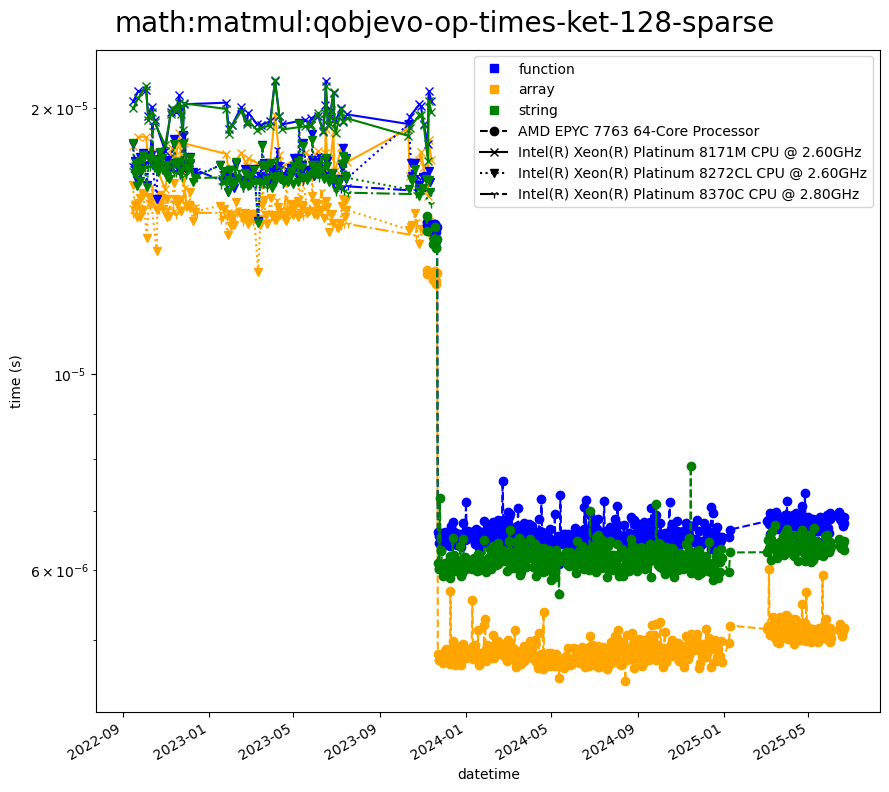 math:matmul:qobjevo-op-times-ket-128-sparse
function
array
string
AMD EPYC 7763 64-Core Processor
Intel(R) Xeon(R) Platinum 8171M CPU @ 2.60GHz
Intel(R) Xeon(R) Platinum 8272CL CPU @ 2.60GHz
Intel(R) Xeon(R) Platinum 8370C CPU @ 2.80GHz
2 × 10⁻⁵
10⁻⁵
6 × 10⁻⁶
time (s)
2022-09
2023-01
2023-05
2023-09
2024-01
2024-05
2024-09
2025-01
2025-05
datetime